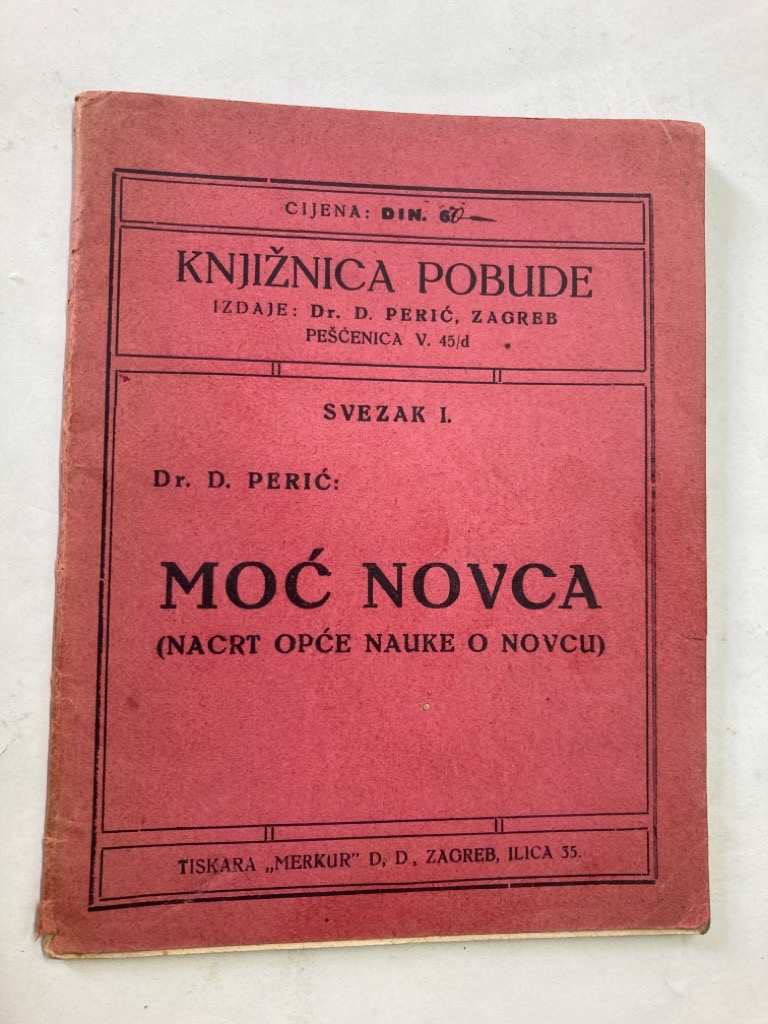 CIJENA: DIN. 60
KNJIŽNICA POBUDE
IZDAJE: Dr. D. PERIĆ, ZAGREB
PEŠČENICA V. 45/d
SVEZAK I.
Dr. D. PERIĆ:
MOĆ NOVCA
(NACRT OPĆE NAUKE O NOVCU)
TISKARA „MERKUR” D, D., ZAGREB, ILICA 35.